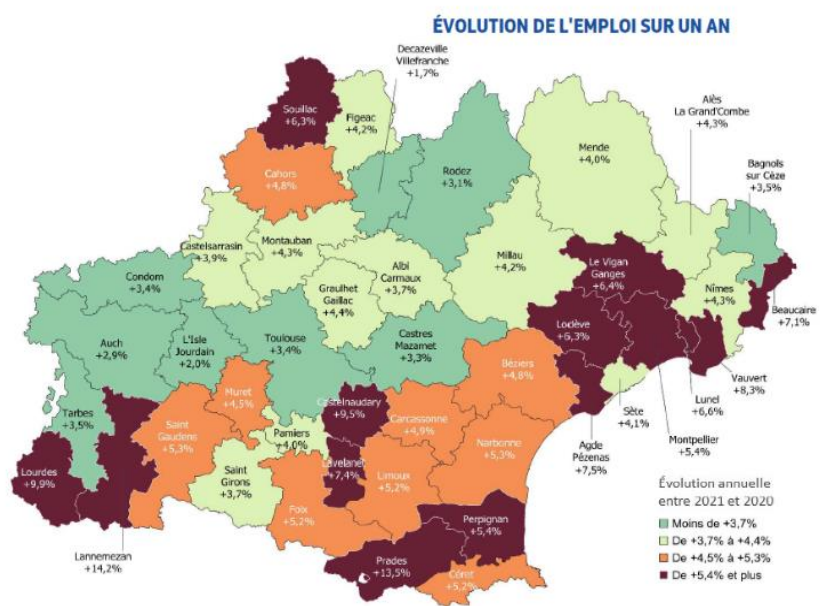 ÉVOLUTION DE L'EMPLOI SUR UN AN
Decazeville
Villefranche
+1,7%
Souillac
+6,3%
Figeac
+4,2%
Alès
La Grand'Combe
+4,3%
Mende
+4,0%
Rodez
+3,1%
Bagnols
sur Cèze
+3,5%
Cahors
+4,8%
Castelsarrasin
+3,9%
Montauban
+4,3%
Albi
Carmaux
+3,7%
Millau
+4,2%
Le Vigan
Ganges
+6,4%
Nîmes
+4,3%
Condom
+3,4%
Graulhet
Gaillac
+4,4%
Beaucaire
+7,1%
Auch
+2,9%
L'Isle
Jourdain
+2,0%
Toulouse
+3,4%
Castres
Mazamet
+3,3%
Lodève
+6,3%
Béziers
+4,8%
Vauvert
+8,3%
Muret
+4,5%
Castelnaudary
+9,5%
Carcassonne
+4,9%
Sète
+4,1%
Lunel
+6,6%
Tarbes
+3,5%
Saint
Gaudens
+5,3%
Pamiers
+4,0%
Narbonne
+5,3%
Agde
Pézenas
+7,5%
Montpellier
+5,4%
Lourdes
+9,9%
Saint
Girons
+3,7%
Lavelanet
+7,4%
Limoux
+5,2%
Foix
+5,2%
Perpignan
+5,4%
Lannemezan
+14,2%
Prades
+13,5%
Céret
+5,2%
Évolution annuelle
entre 2021 et 2020
Moins de +3,7%
De +3,7% à +4,4%
De +4,5% à +5,3%
De +5,4% et plus